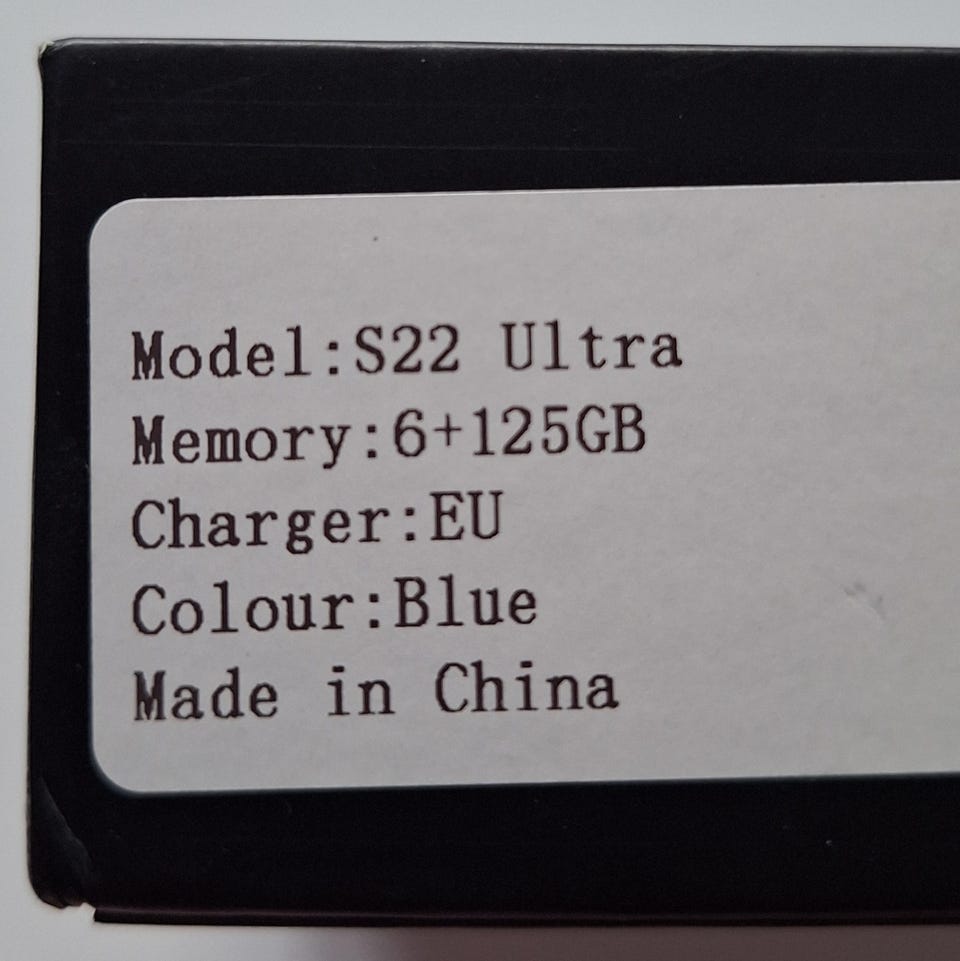 Model:S22 Ultra
Memory:6+125GB
Charger:EU
Colour:Blue
Made in China